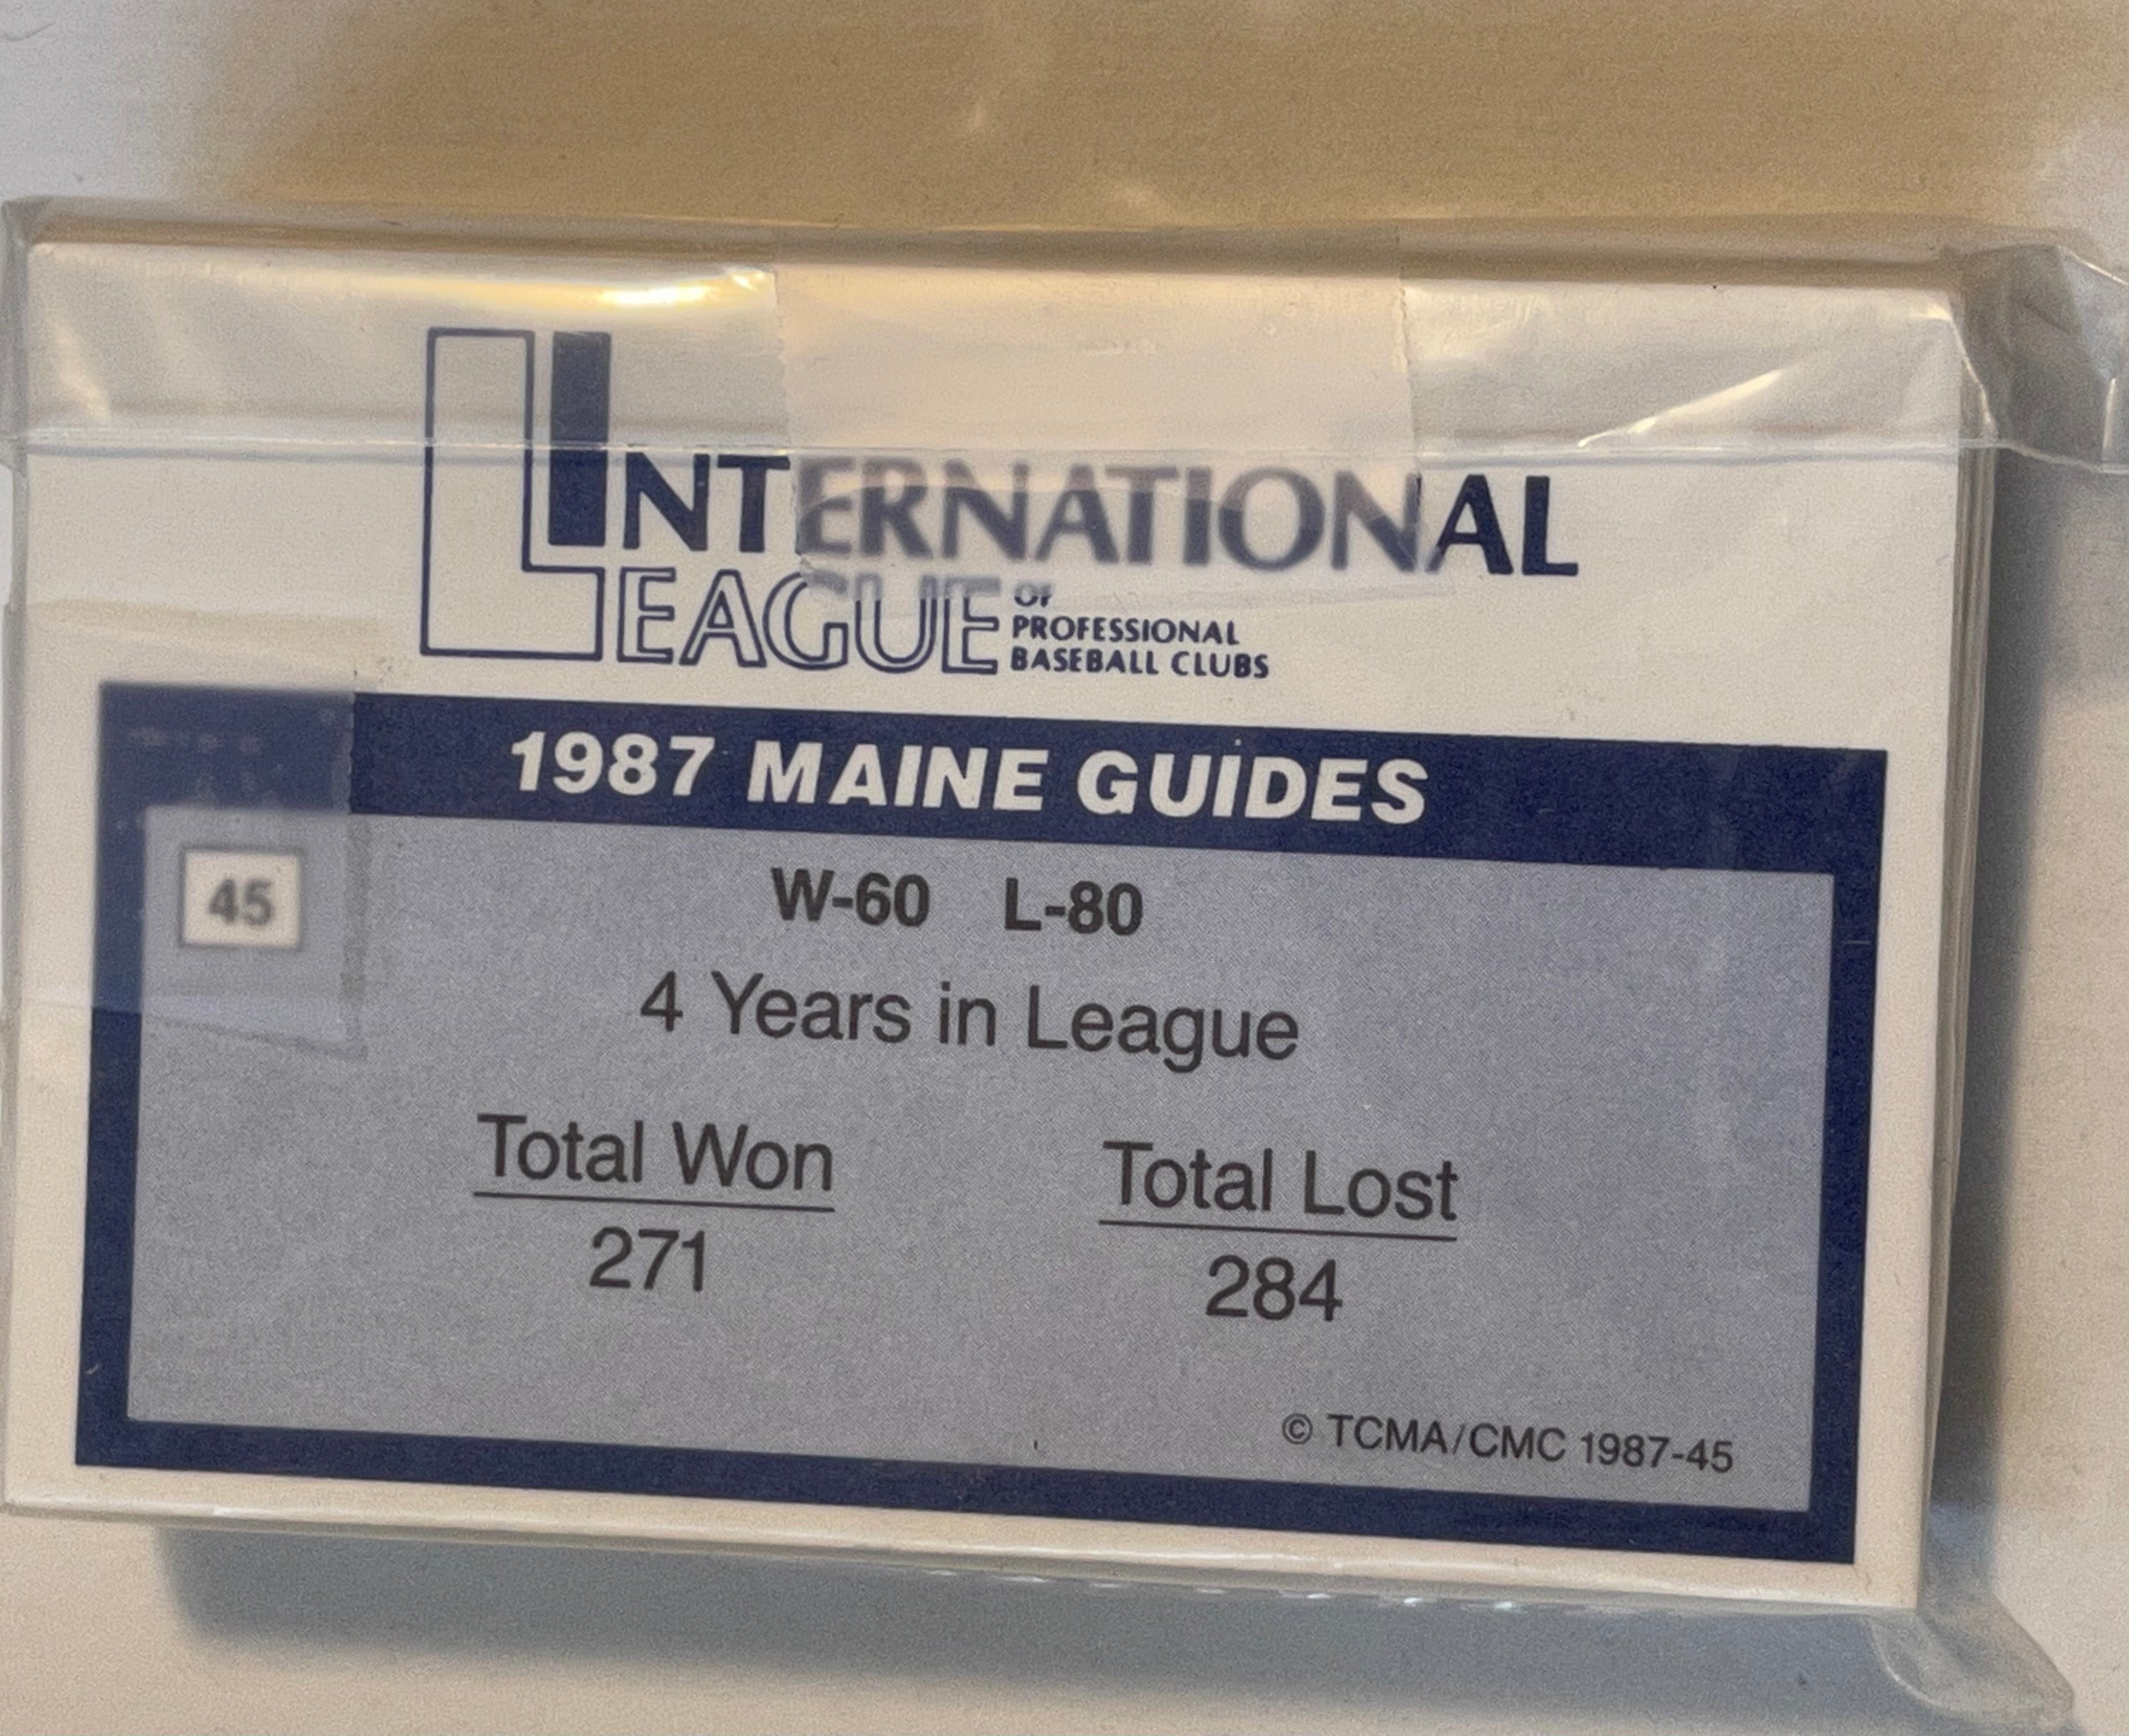 INTERNATIONAL
LEAGUE OF
PROFESSIONAL
BASEBALL CLUBS
1987 MAINE GUIDES
45
W-60 L-80
4 Years in League
Total Won Total Lost
271 284
© TCMA/CMC 1987-45